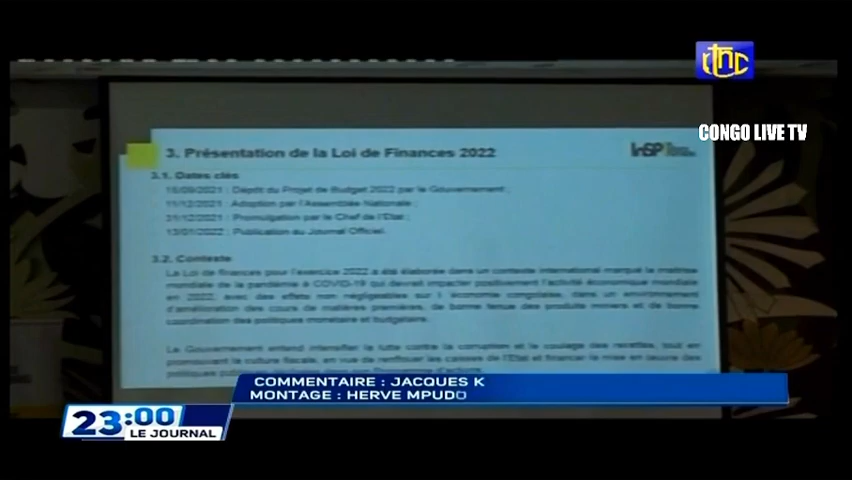 rtnc
CONGO LIVE TV
3. Présentation de la Loi de Finances 2022
InSP
3.1. Dates clés
15/09/2021 : Dépôt du Projet de Budget 2022 par le Gouvernement ;
11/12/2021 : Adoption par l'Assemblée Nationale ;
31/12/2021 : Promulgation par le Chef de l'Etat ;
13/01/2022 : Publication au Journal Officiel.
3.2. Contexte
La Loi de finances pour l'exercice 2022 a été élaborée dans un contexte international marqué la maîtrise
mondiale de la pandémie à COVID-19 qui devrait impacter positivement l'activité économique mondiale
en 2022, avec des effets non négligeables sur l' économie congolaise, dans un environnement
d'amélioration des cours de matières premières, de bonne tenue des produits miniers et de bonne
coordination des politiques monétaire et budgétaire.
Le Gouvernement entend intensifier la lutte contre la corruption et le coulage des recettes, tout en
promouvant la culture fiscale, en vue de renflouer les caisses de l'Etat et financer la mise en œuvre des
politiques
COMMENTAIRE : JACQUES K
MONTAGE : HERVE MPUDO
23:00
LE JOURNAL